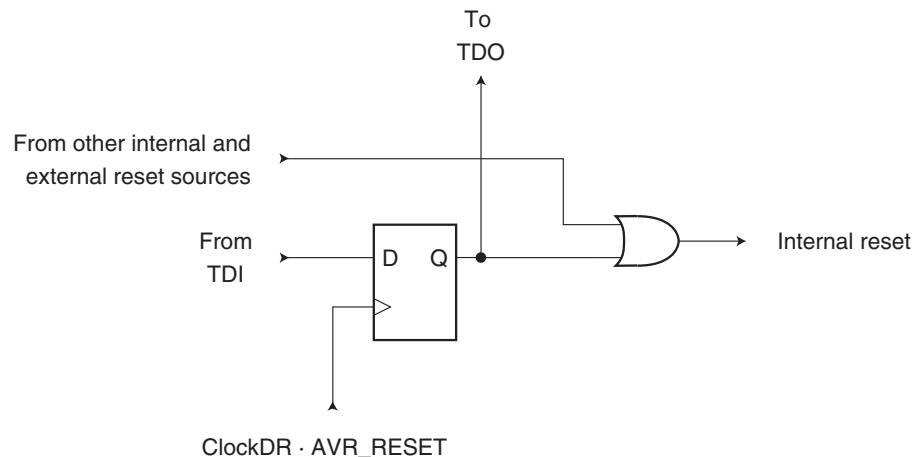 To
TDO
From other internal and
external reset sources
From
TDI
D Q
Internal reset
ClockDR · AVR_RESET